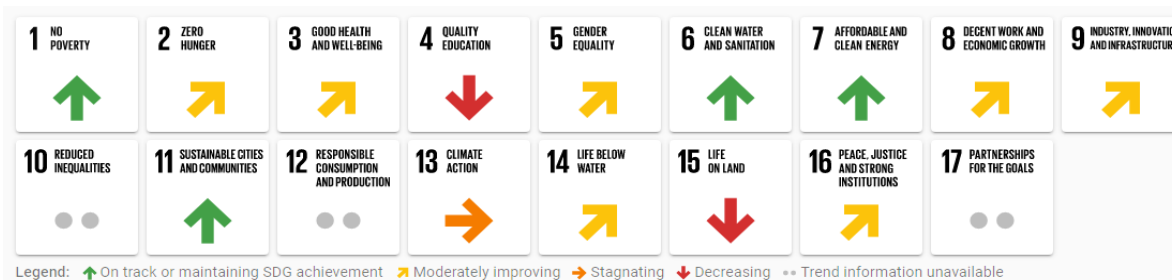 1 NO
POVERTY
2 ZERO
HUNGER
3 GOOD HEALTH
AND WELL-BEING
4 QUALITY
EDUCATION
5 GENDER
EQUALITY
6 CLEAN WATER
AND SANITATION
7 AFFORDABLE AND
CLEAN ENERGY
8 DECENT WORK AND
ECONOMIC GROWTH
9 INDUSTRY, INNOVATIO
AND INFRASTRUCTUR
10 REDUCED
INEQUALITIES
11 SUSTAINABLE CITIES
AND COMMUNITIES
12 RESPONSIBLE
CONSUMPTION
AND PRODUCTION
13 CLIMATE
ACTION
14 LIFE BELOW
WATER
15 LIFE
ON LAND
16 PEACE, JUSTICE
AND STRONG
INSTITUTIONS
17 PARTNERSHIPS
FOR THE GOALS
Legend: On track or maintaining SDG achievement Moderately improving Stagnating Decreasing Trend information unavailable